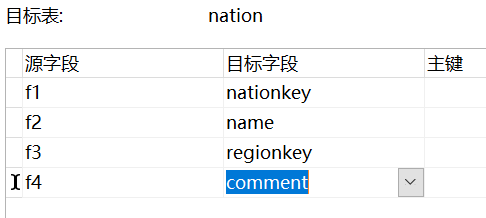 目标表: nation
源字段 目标字段 主键
f1 nationkey
f2 name
f3 regionkey
f4 comment